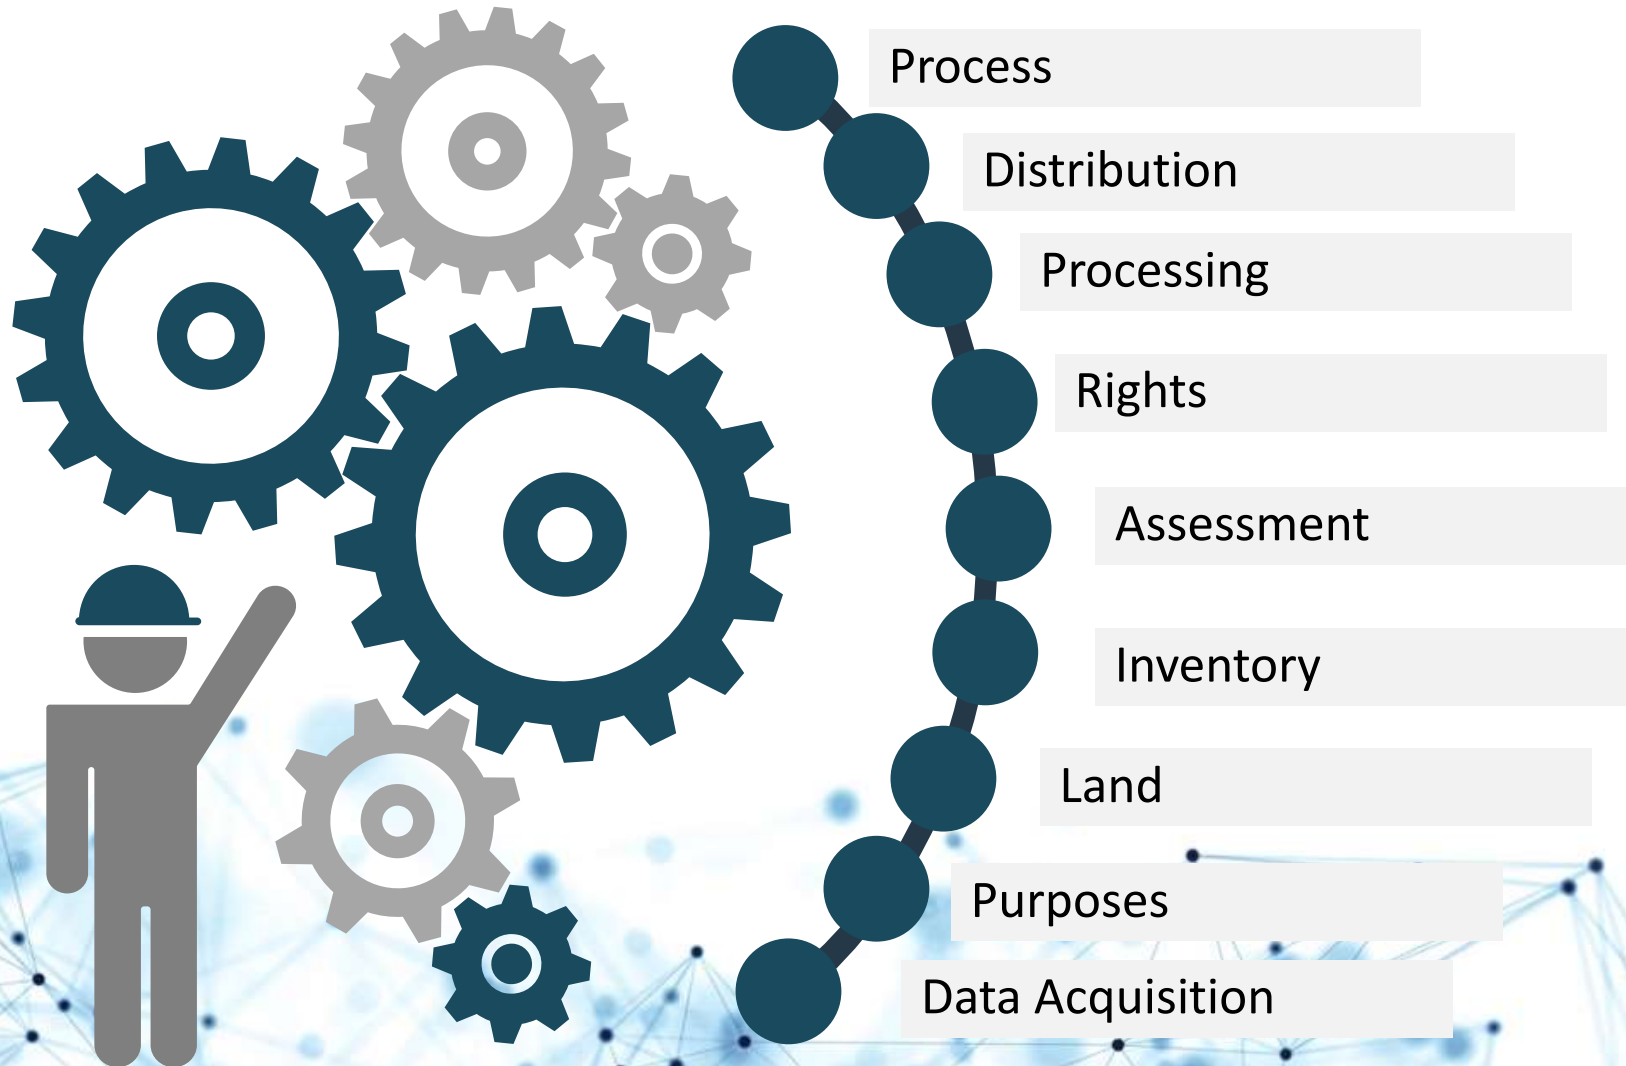 Process
Distribution
Processing
Rights
Assessment
Inventory
Land
Purposes
Data Acquisition